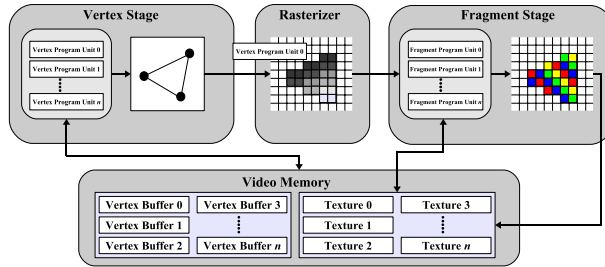 Vertex Stage
Vertex Program Unit 0
Vertex Program Unit 1
Vertex Program Unit n
Rasterizer
Vertex Program Unit 0
Fragment Stage
Fragment Program Unit 0
Fragment Program Unit 1
Fragment Program Unit n
Video Memory
Vertex Buffer 0 Vertex Buffer 3
Vertex Buffer 1
Vertex Buffer 2 Vertex Buffer n
Texture 0 Texture 3
Texture 1
Texture 2 Texture n